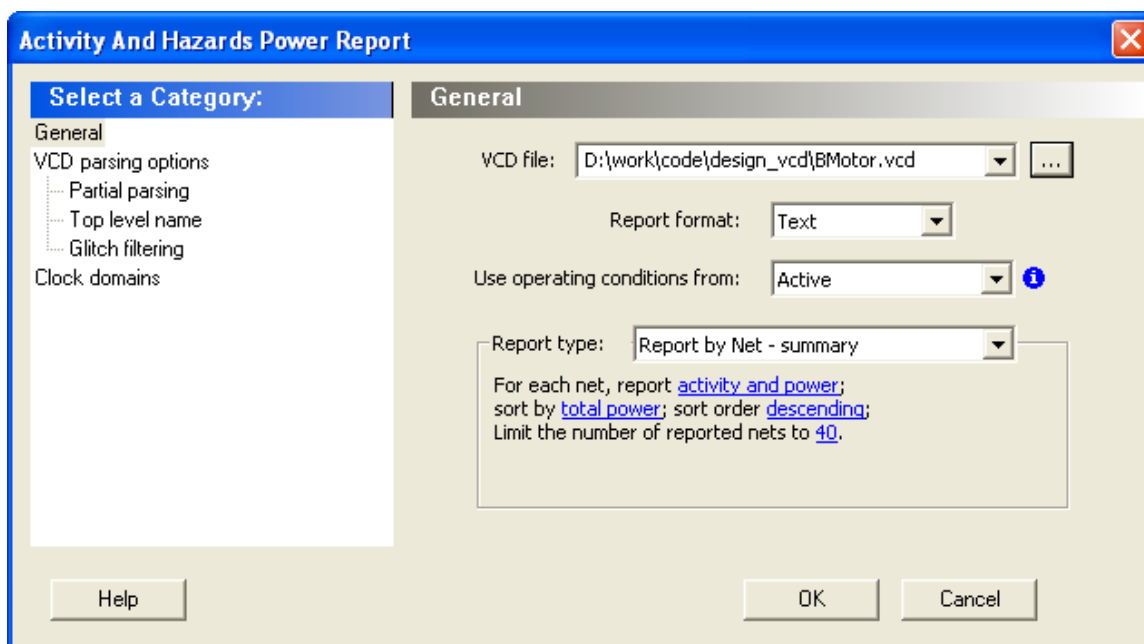 Activity And Hazards Power Report
Select a Category:
General
VCD parsing options
Partial parsing
Top level name
Glitch filtering
Clock domains
General
VCD file: D:\work\code\design_vcd\BMotor.vcd ...
Report format: Text
Use operating conditions from: Active
Report type: Report by Net - summary
For each net, report activity and power;
sort by total power; sort order descending;
Limit the number of reported nets to 40.
Help OK Cancel